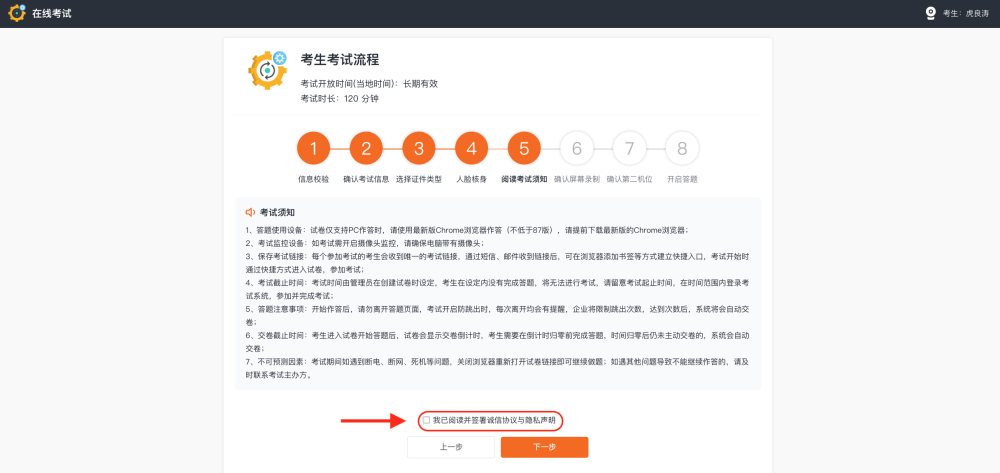 在线考试
考生：虎良涛
考生考试流程
考试开放时间(当地时间)：长期有效
考试时长：120 分钟
1 2 3 4 5 6 7 8
信息校验 确认考试信息 选择证件类型 人脸核身 阅读考试须知 确认屏幕录制 确认第二机位 开启答题
考试须知
1、答题使用设备：试卷仅支持PC作答时，请使用最新版Chrome浏览器作答（不低于87版），请提前下载最新版的Chrome浏览器；
2、考试监控设备：如考试需开启摄像头监控，请确保电脑带有摄像头；
3、保存考试链接：每个参加考试的考生会收到唯一的考试链接，通过短信、邮件收到链接后，可在浏览器添加书签等方式建立快捷入口，考试开始时
通过快捷方式进入试卷，参加考试；
4、考试截止时间：考试时间由管理员在创建试卷时设定，考生在设定内没有完成答题，将无法进行考试，请留意考试起止时间，在时间范围内登录考
试系统，参加并完成考试；
5、答题注意事项：开始作答后，请勿离开答题页面，考试开启防跳出时，每次离开均会有提醒，企业将限制跳出次数，达到次数后，系统将会自动交
卷；
6、交卷截止时间：考生进入试卷开始答题后，试卷会显示交卷倒计时，考生需要在倒计时归零前完成答题，时间归零后仍未主动交卷的，系统会自动
交卷；
7、不可预测因素：考试期间如遇到断电、断网、死机等问题，关闭浏览器重新打开试卷链接即可继续做题；如遇其他问题导致不能继续作答的，请及
时联系考试主办方。
我已阅读并签署诚信协议与隐私声明
上一步 下一步